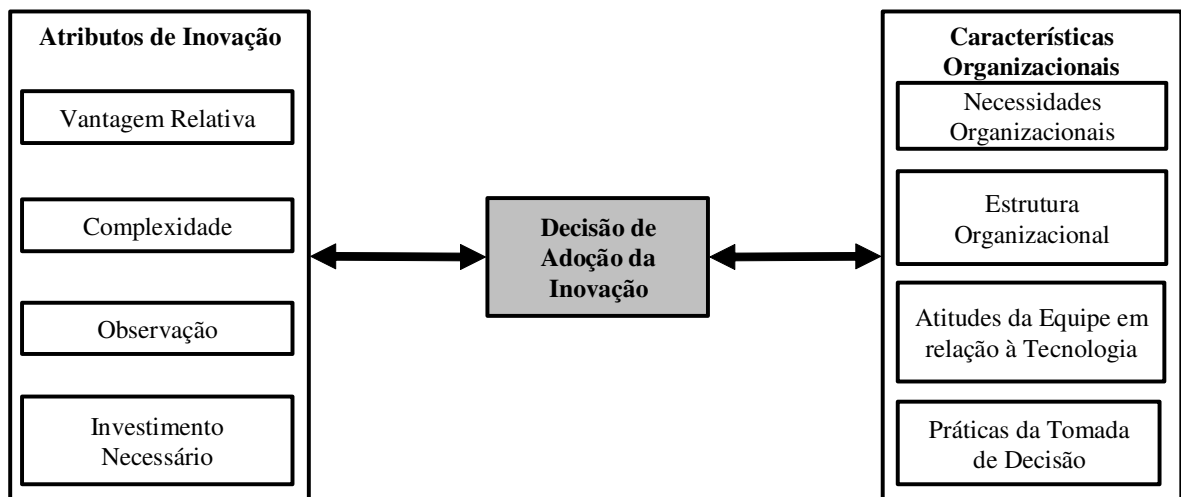 Atributos de Inovação
Vantagem Relativa
Complexidade
Observação
Investimento
Necessário
Decisão de
Adoção da
Inovação
Característícas
Organizacionais
Necessidades
Organizacionais
Estrutura
Organizacional
Atitudes da Equipe em
relação à Tecnologia
Práticas da Tomada
de Decisão